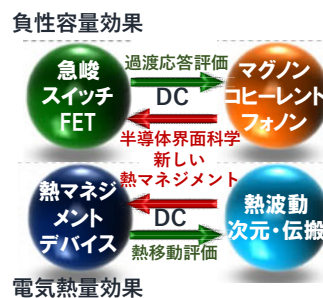 負性容量効果
急峻
スイッチ
FET
過渡応答評価
DC
マグノン
コヒーレント
フォノン
半導体界面科学
新しい
熱マネジメント
熱マネジ
メント
デバイス
DC
熱移動評価
熱波動
次元・伝搬
電気熱量効果